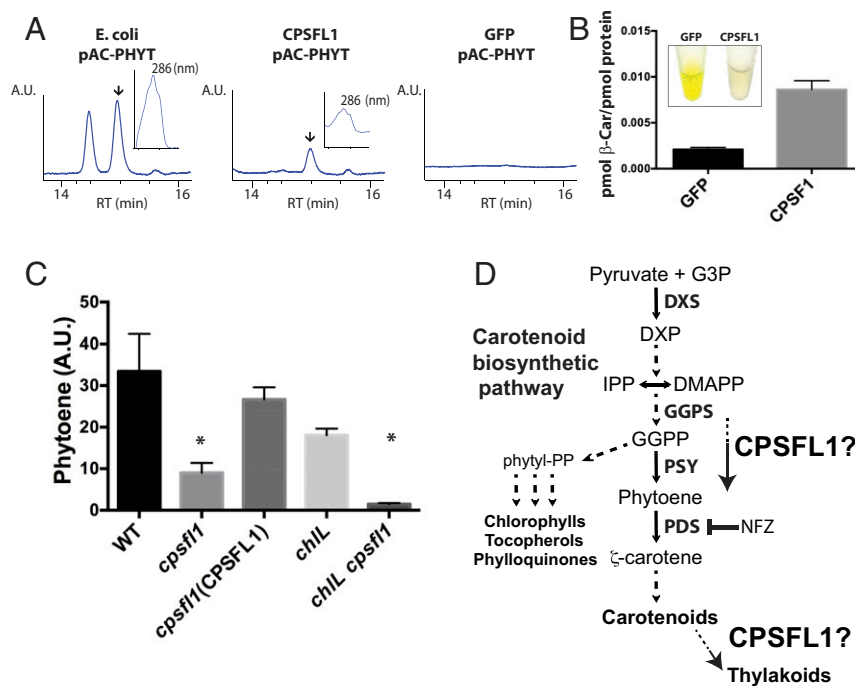 A
E. coli
pAC-PHYT
CPSFL1
pAC-PHYT
GFP
pAC-PHYT
A.U.
286 (nm)
A.U.
286 (nm)
A.U.
14
16
14
16
14
16
RT (min)
RT (min)
RT (min)
B
pmol β-Car/pmol protein
0.015
0.010
0.005
0.000
GFP
CPSFL1
GFP
CPSF1
C
Phytoene (A.U.)
50
40
30
20
10
0
*
*
WT
cpsfl1
cpsfl1(CPSFL1)
chlL
chlL cpsfl1
D
Pyruvate + G3P
DXS
DXP
Carotenoid
biosynthetic
pathway
IPP
DMAPP
GGPS
GGPP
CPSFL1?
phytyl-PP
PSY
Phytoene
Chlorophylls
Tocopherols
Phylloquinones
PDS
NFZ
ζ-carotene
Carotenoids
CPSFL1?
Thylakoids